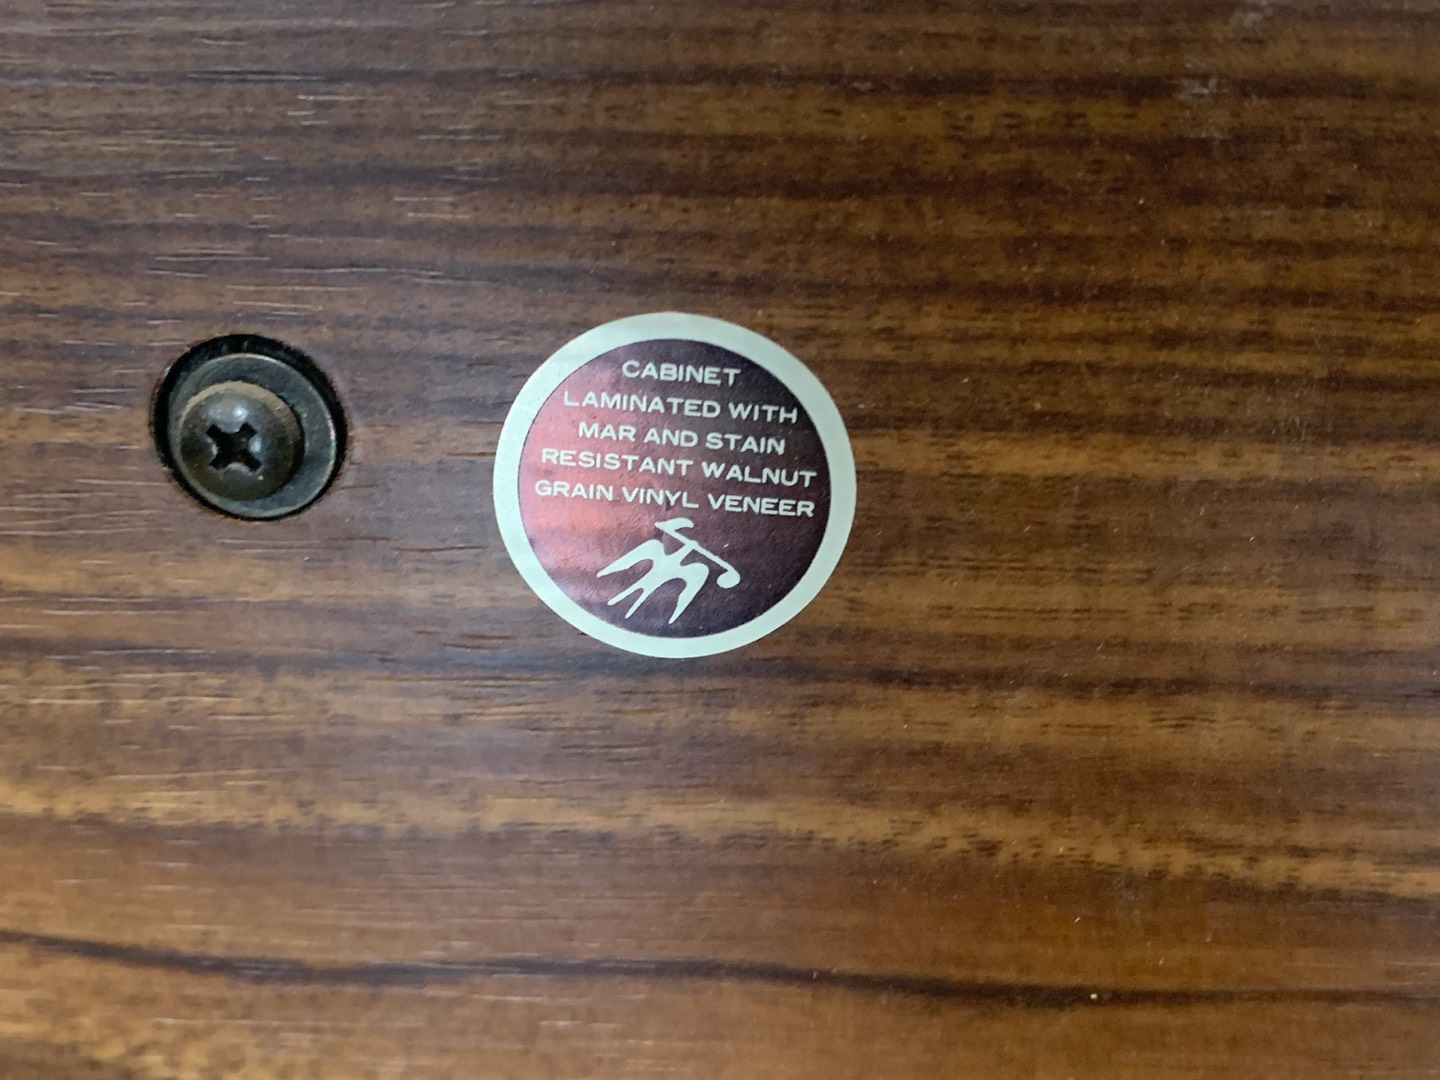 CABINET
LAMINATED WITH
MAR AND STAIN
RESISTANT WALNUT
GRAIN VINYL VENEER